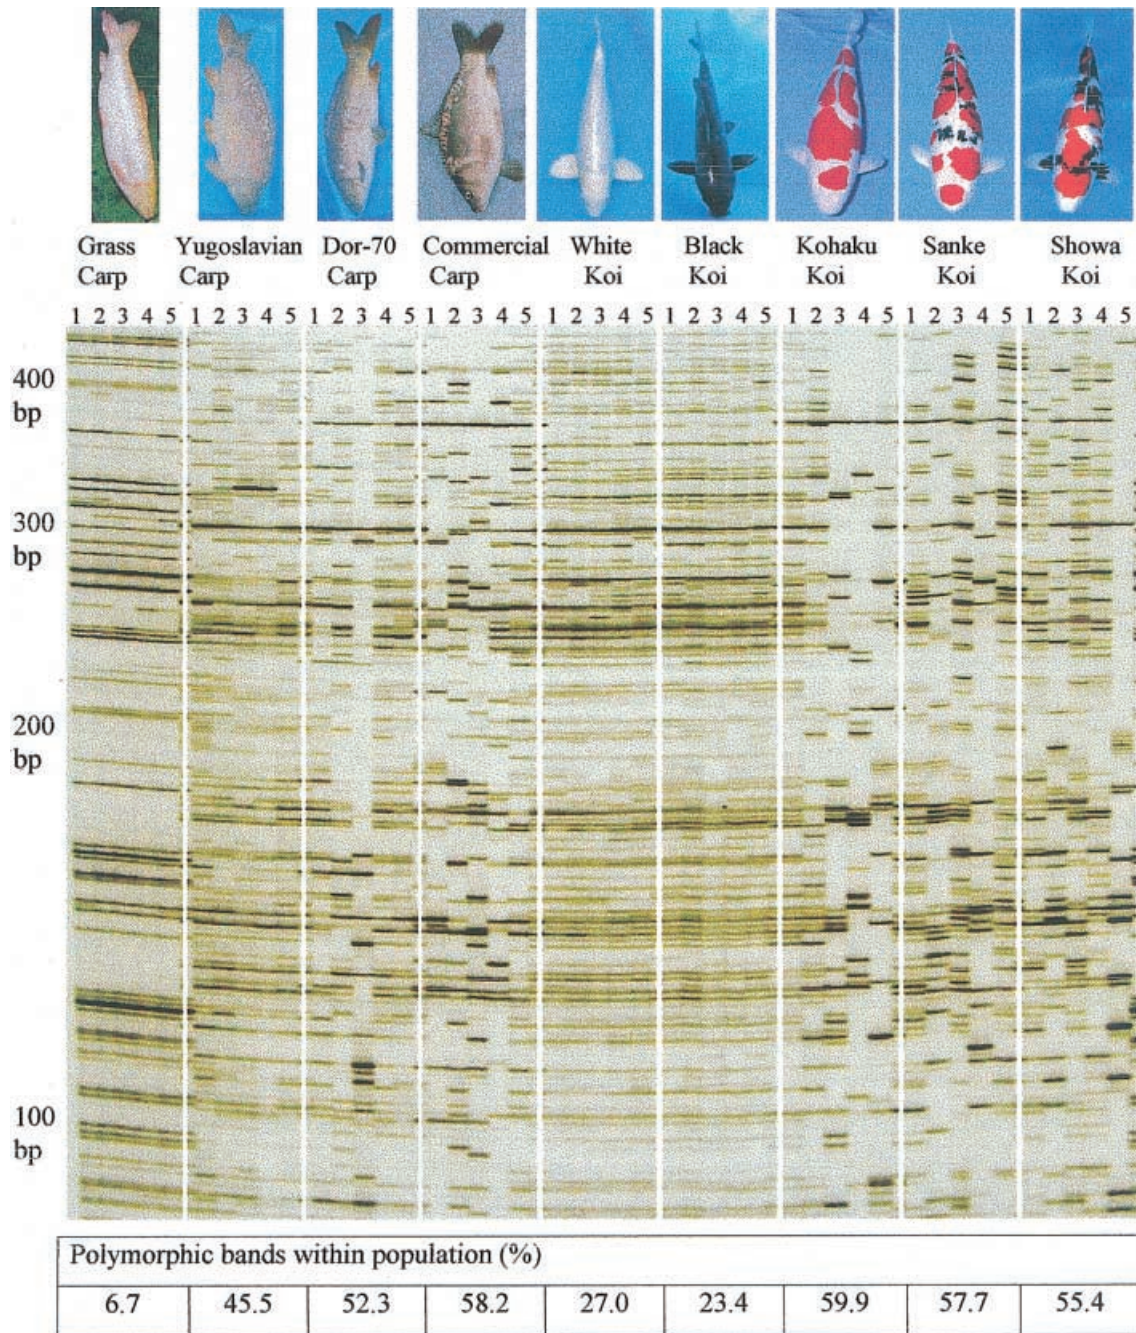 Grass Yugoslavian Dor-70 Commercial White Black Kohaku Sanke Showa
Carp Carp Carp Carp Koi Koi Koi Koi Koi
1 2 3 4 5 1 2 3 4 5 1 2 3 4 5 1 2 3 4 5 1 2 3 4 5 1 2 3 4 5 1 2 3 4 5 1 2 3 4 5 1 2 3 4 5
400
bp
300
bp
200
bp
100
bp
Polymorphic bands within population (%)
6.7 45.5 52.3 58.2 27.0 23.4 59.9 57.7 55.4